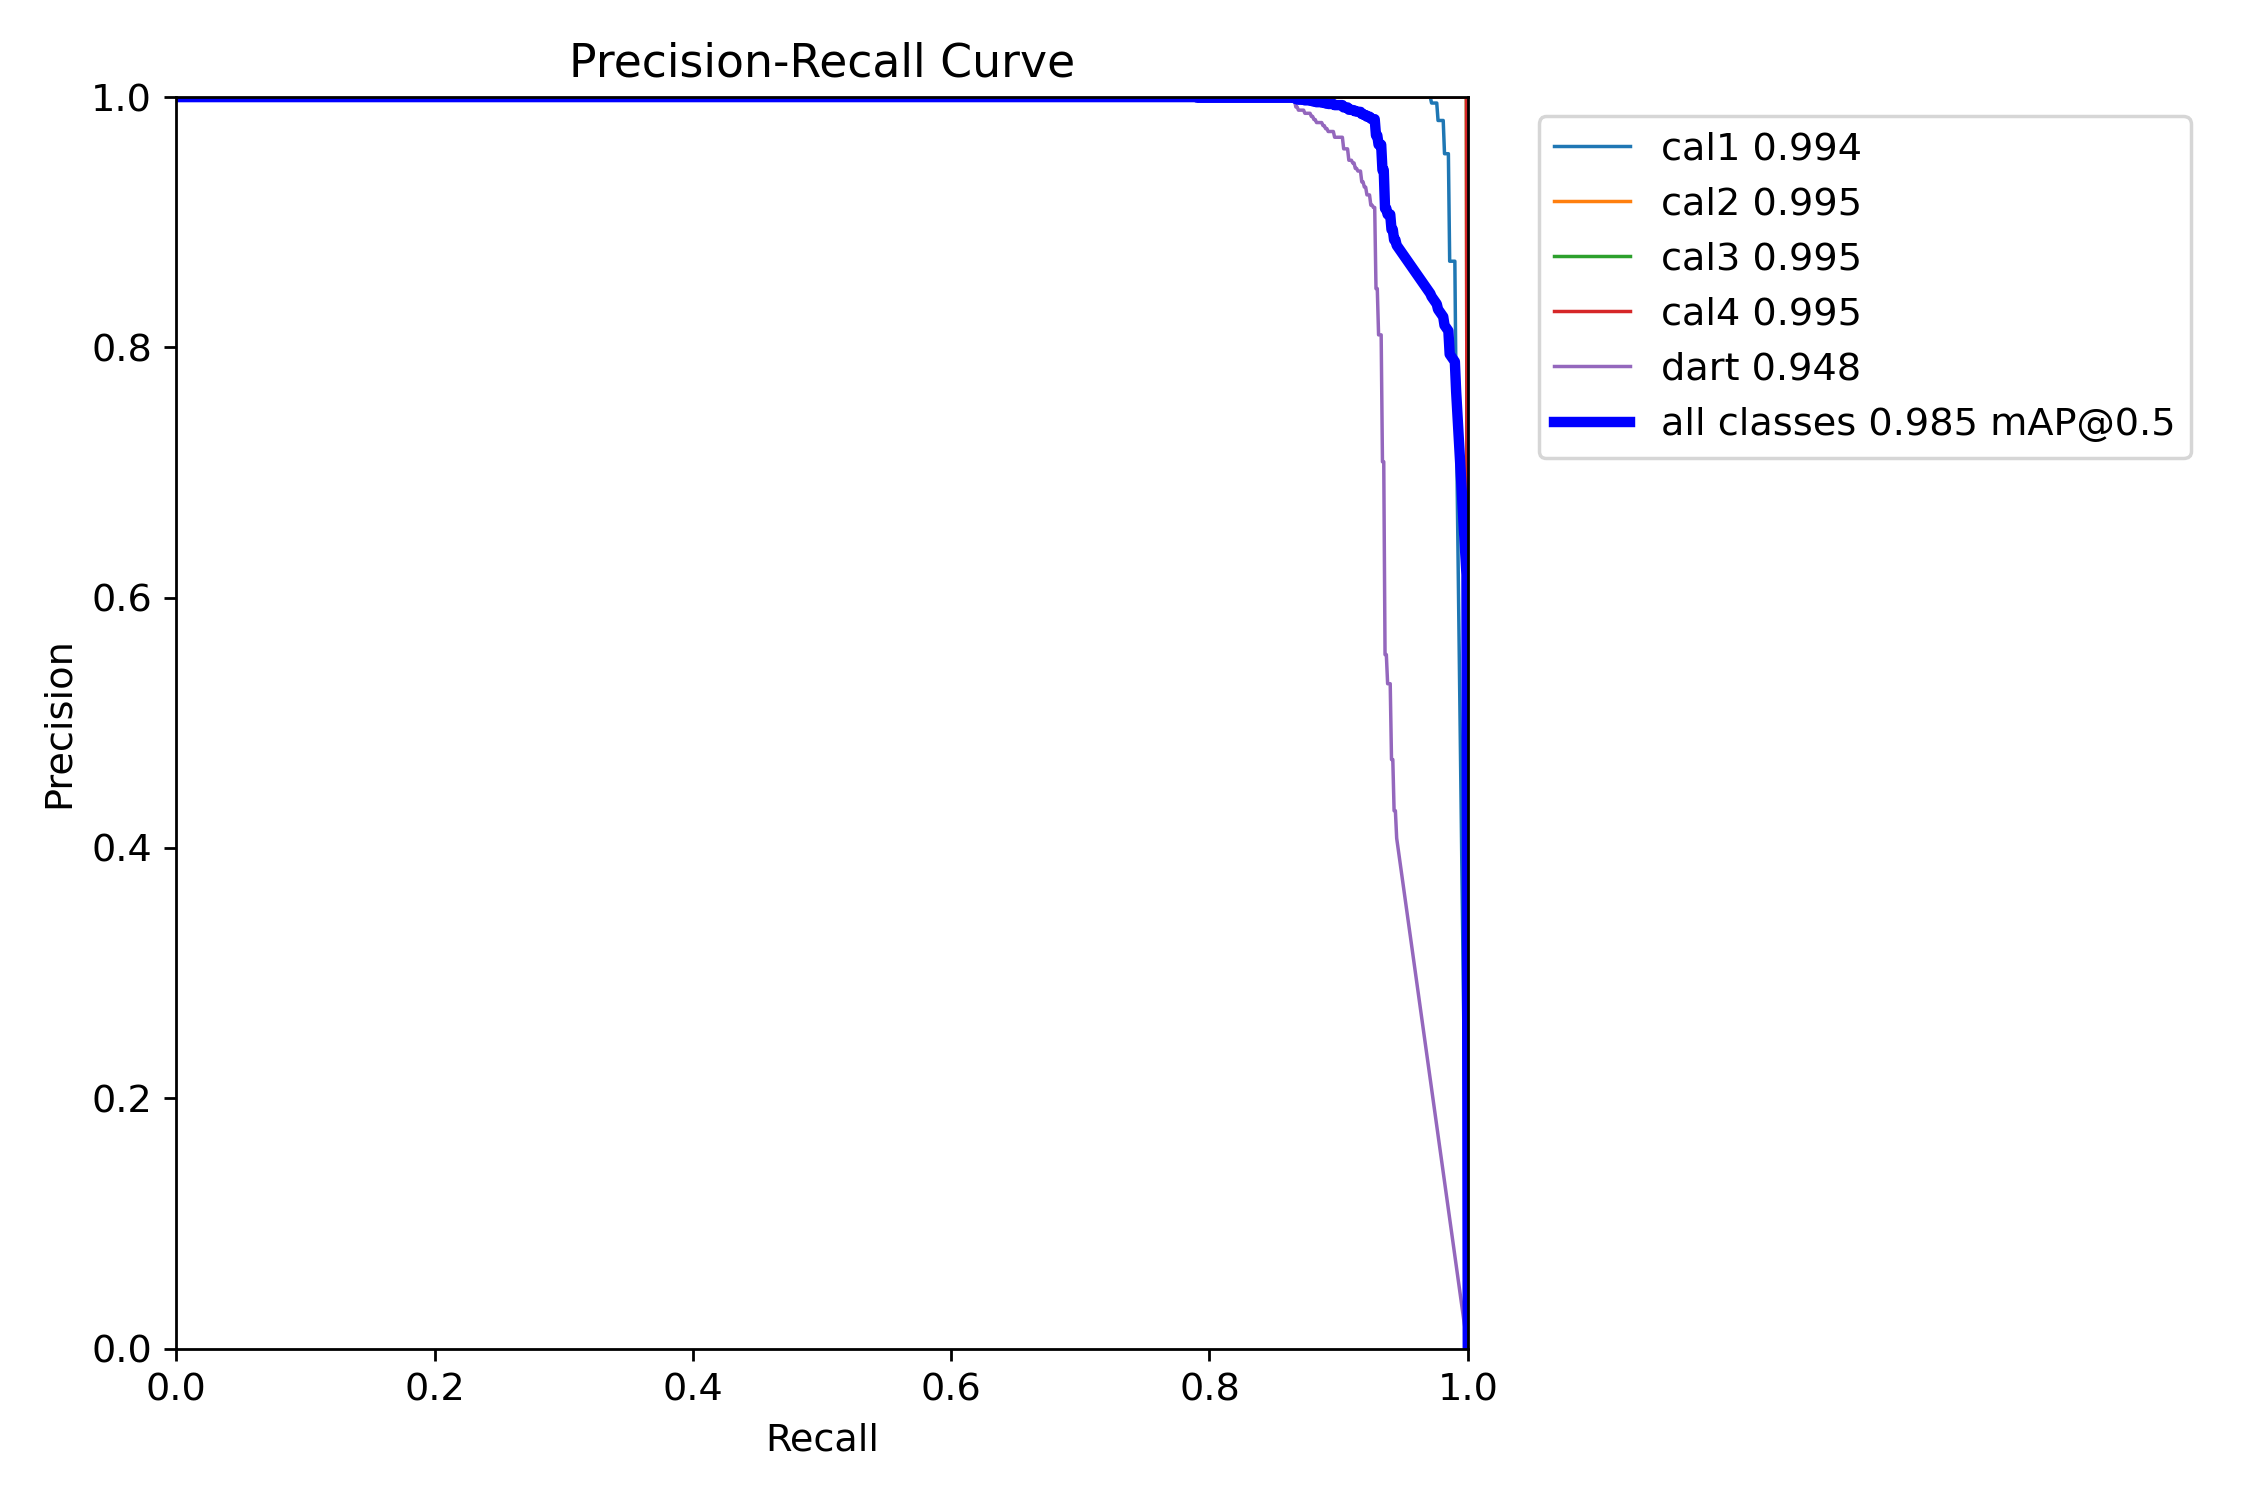 Precision-Recall Curve
1.0
0.8
0.6
0.4
0.2
0.0
Precision
0.0 0.2 0.4 0.6 0.8 1.0
Recall
cal1 0.994
cal2 0.995
cal3 0.995
cal4 0.995
dart 0.948
all classes 0.985 mAP@0.5